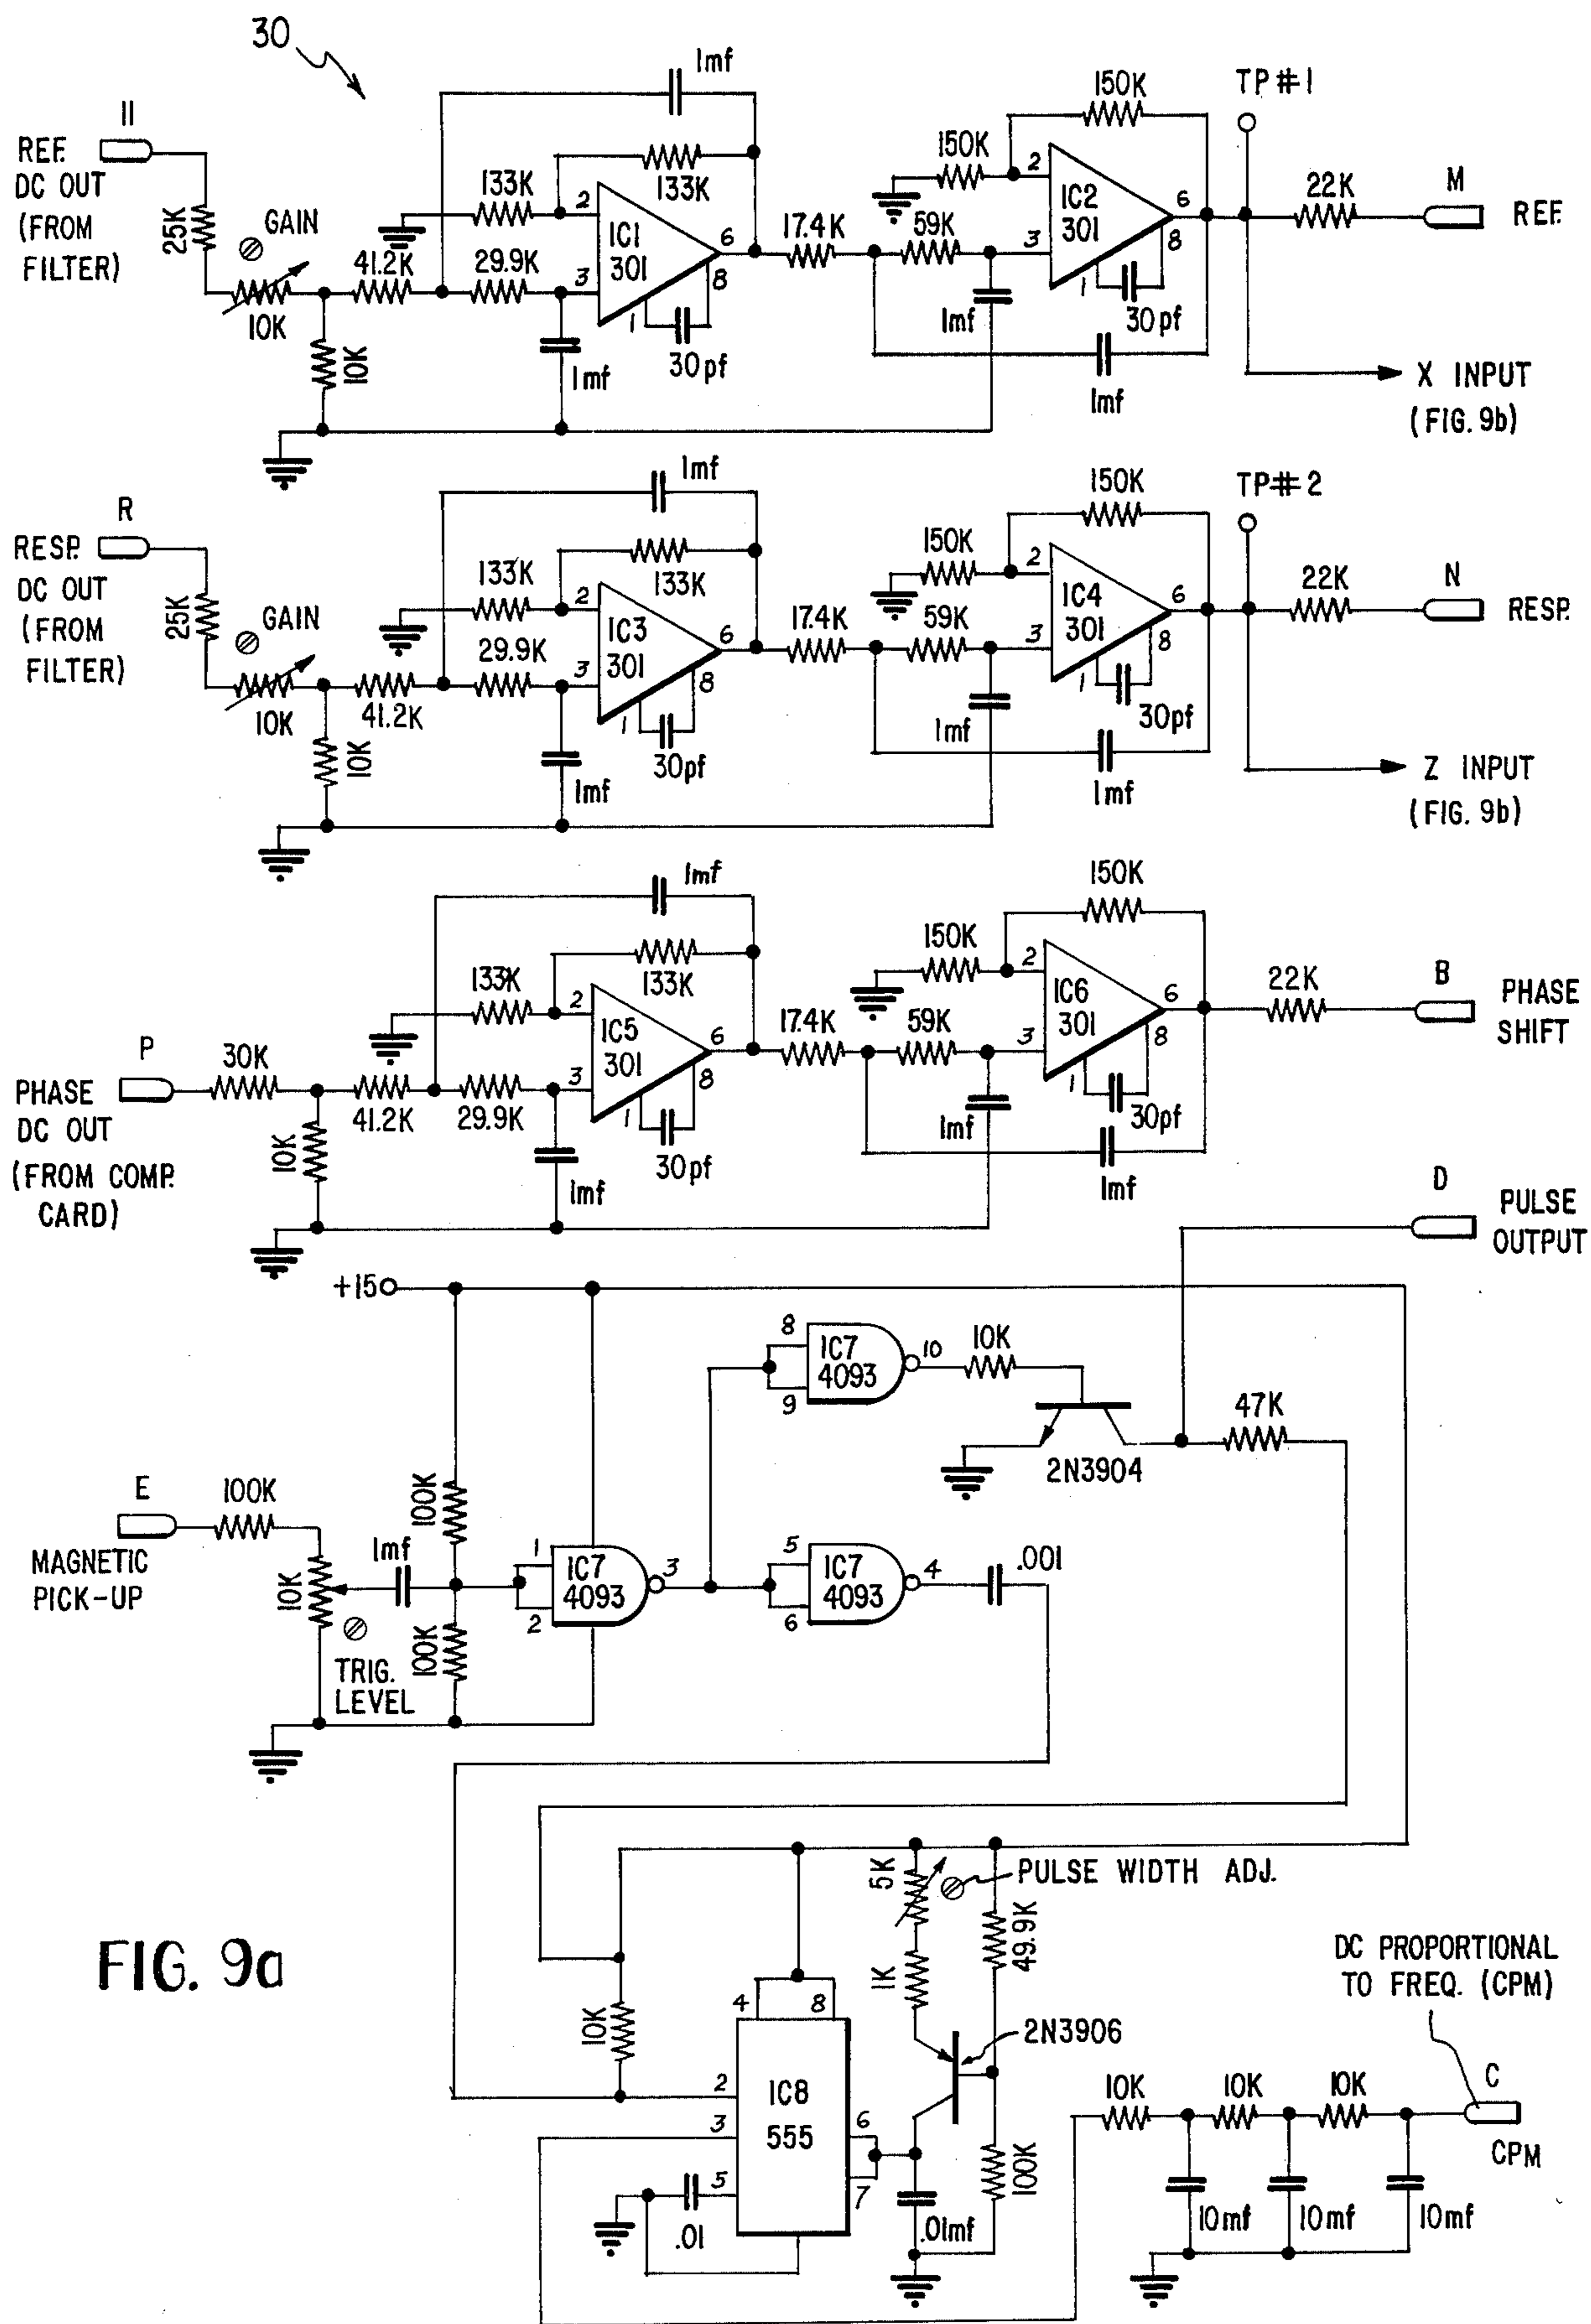 30
1mf
150K
TP#1
H
REF.
DC OUT
(FROM
FILTER)
25K
GAIN
10K
10K
41.2K
29.9K
133K
133K
2
3
IC1
301
6
8
1
30pf
1mf
17.4K
59K
150K
2
3
IC2
301
6
8
1
30pf
1mf
1mf
22K
M
REF.
X INPUT
(FIG. 9b)
R
RESP.
DC OUT
(FROM
FILTER)
25K
GAIN
10K
10K
41.2K
29.9K
133K
133K
1mf
2
3
IC3
301
6
8
1
30pf
1mf
17.4K
59K
150K
150K
2
3
IC4
301
6
8
1
30pf
1mf
1mf
TP#2
22K
N
RESP.
Z INPUT
(FIG. 9b)
P
PHASE
DC OUT
(FROM COMP.
CARD)
30K
10K
41.2K
29.9K
133K
133K
1mf
2
3
IC5
301
6
8
1
30pf
1mf
17.4K
59K
150K
150K
2
3
IC6
301
6
8
1
30pf
1mf
1mf
22K
B
PHASE
SHIFT
D
PULSE
OUTPUT
+15
8
9
IC7
4093
10
10K
2N3904
47K
E
MAGNETIC
PICK-UP
100K
10K
TRIG.
LEVEL
1mf
100K
100K
1
2
IC7
4093
3
5
6
IC7
4093
4
.001
5K
PULSE WIDTH ADJ.
49.9K
1K
2N3906
100K
FIG. 9a
10K
4
8
2
3
5
IC8
555
6
7
.01
.01mf
DC PROPORTIONAL
TO FREQ. (CPM)
10K
10K
10K
C
CPM
10mf
10mf
10mf